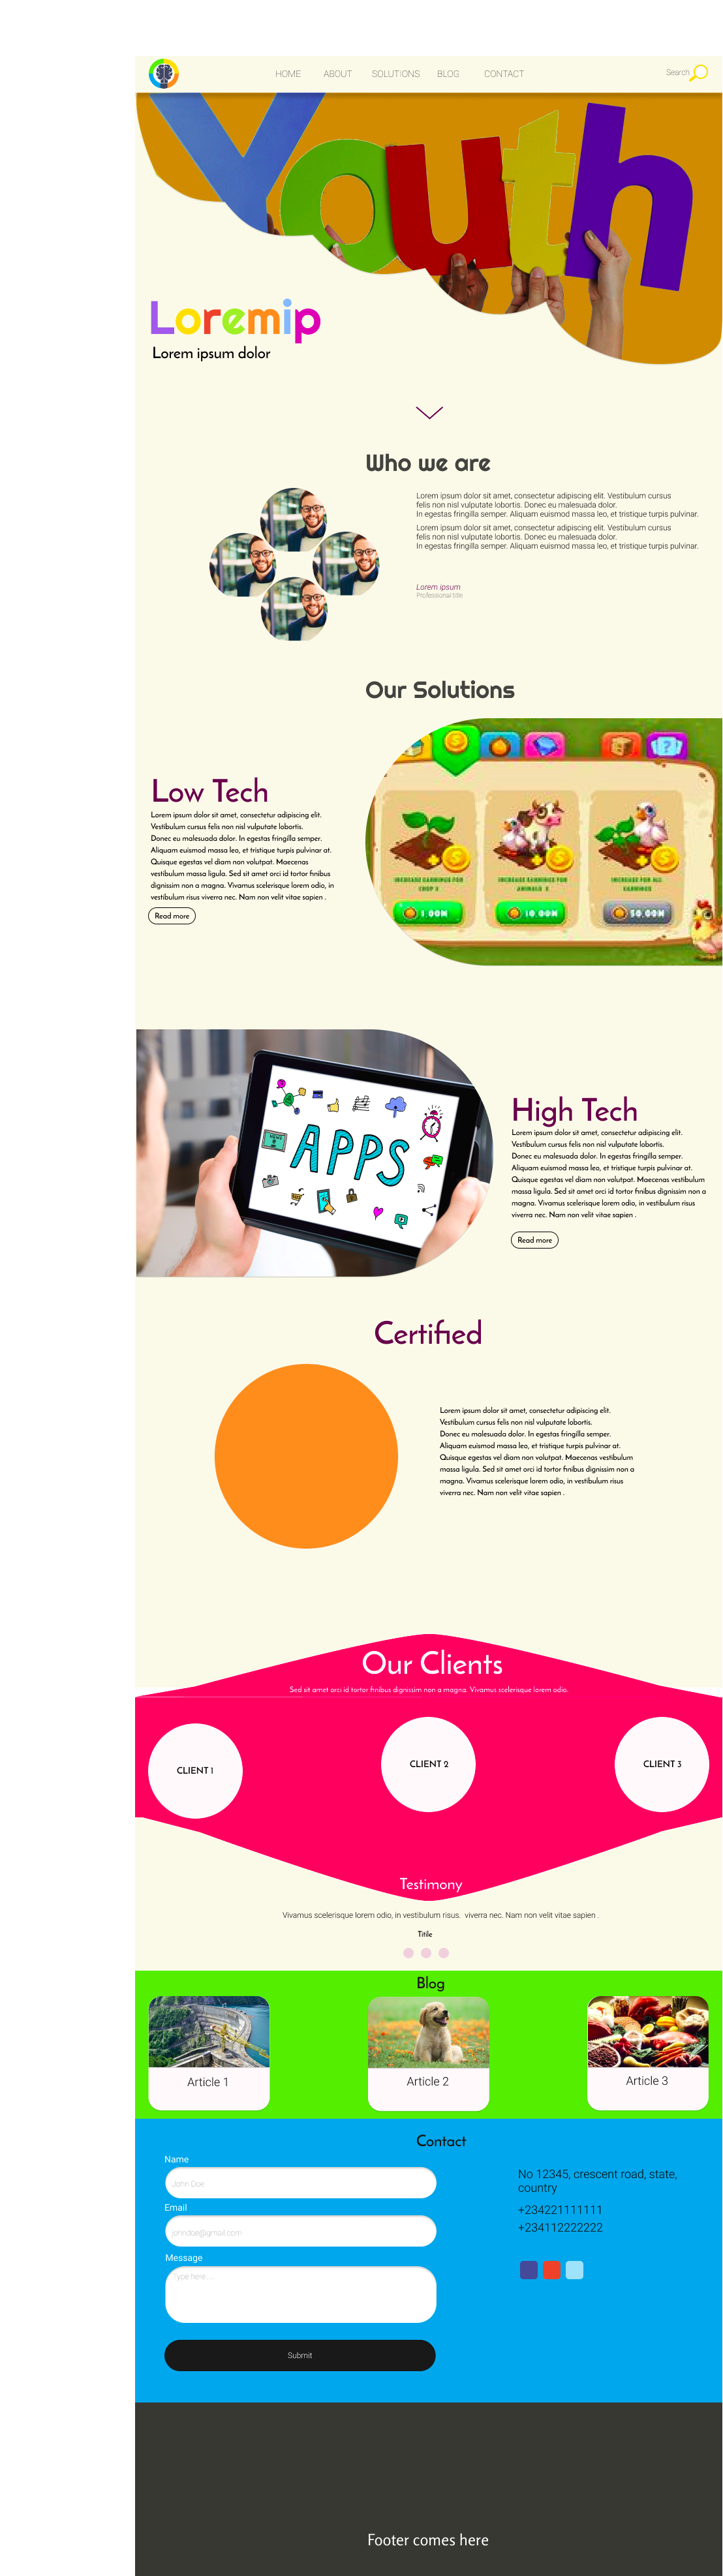 HOME ABOUT SOLUTIONS BLOG CONTACT
Search
Youth
Loremip
Lorem ipsum dolor
Who we are
Lorem ipsum dolor sit amet, consectetur adipiscing elit. Vestibulum cursus
felis non nisl vulputate lobortis. Donec eu malesuada dolor.
In egestas fringilla semper. Aliquam euismod massa leo, et tristique turpis pulvinar.
Lorem ipsum dolor sit amet, consectetur adipiscing elit. Vestibulum cursus
felis non nisl vulputate lobortis. Donec eu malesuada dolor.
In egestas fringilla semper. Aliquam euismod massa leo, et tristique turpis pulvinar.
Lorem ipsum
Professional title
Our Solutions
Low Tech
Lorem ipsum dolor sit amet, consectetur adipiscing elit.
Vestibulum cursus felis non nisl vulputate lobortis.
Donec eu malesuada dolor. In egestas fringilla semper.
Aliquam euismod massa leo, et tristique turpis pulvinar at.
Quisque egestas vel diam non volutpat. Maecenas
vestibulum massa ligula. Sed sit amet orci id tortor finibus
dignissim non a magna. Vivamus scelerisque lorem odio, in
vestibulum risus viverra nec. Nam non velit vitae sapien .
Read more
INCREASE EARNINGS FOR
CROP 2
INCREASE EARNINGS FOR
ANIMALS 2
INCREASE FOR ALL
EARNINGS
1.00M
10.00M
50.00M
APPS
High Tech
Lorem ipsum dolor sit amet, consectetur adipiscing elit.
Vestibulum cursus felis non nisl vulputate lobortis.
Donec eu malesuada dolor. In egestas fringilla semper.
Aliquam euismod massa leo, et tristique turpis pulvinar at.
Quisque egestas vel diam non volutpat. Maecenas vestibulum
massa ligula. Sed sit amet orci id tortor finibus dignissim non a
magna. Vivamus scelerisque lorem odio, in vestibulum risus
viverra nec. Nam non velit vitae sapien .
Read more
Certified
Lorem ipsum dolor sit amet, consectetur adipiscing elit.
Vestibulum cursus felis non nisl vulputate lobortis.
Donec eu malesuada dolor. In egestas fringilla semper.
Aliquam euismod massa leo, et tristique turpis pulvinar at.
Quisque egestas vel diam non volutpat. Maecenas vestibulum
massa ligula. Sed sit amet orci id tortor finibus dignissim non a
magna. Vivamus scelerisque lorem odio, in vestibulum risus
viverra nec. Nam non velit vitae sapien .
Our Clients
Sed sit amet orci id tortor finibus dignissim non a magna. Vivamus scelerisque lorem odio.
CLIENT 1
CLIENT 2
CLIENT 3
Testimony
Vivamus scelerisque lorem odio, in vestibulum risus. viverra nec. Nam non velit vitae sapien .
Titile
Blog
Article 1
Article 2
Article 3
Contact
Name
John Doe
Email
johndoe@gmail.com
Message
Type here....
Submit
No 12345, crescent road, state,
country
+234221111111
+234112222222
Footer comes here